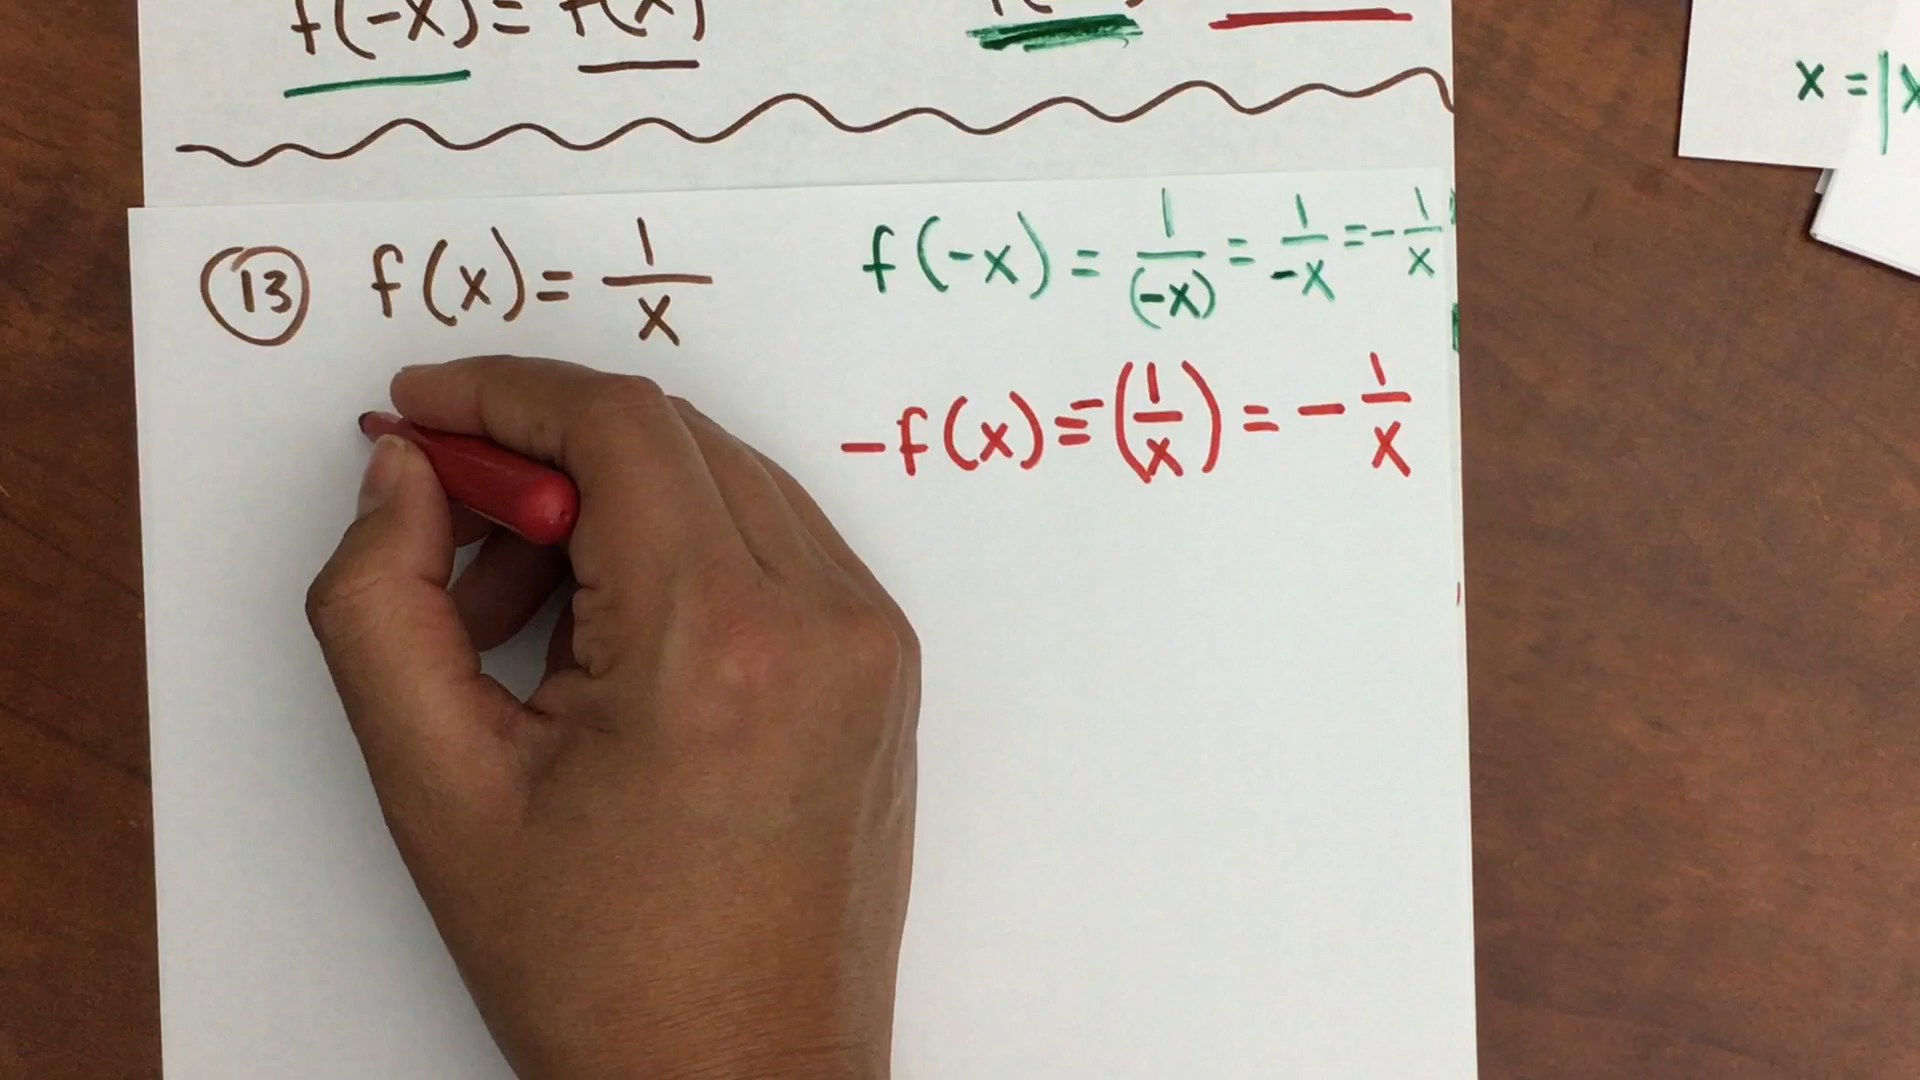 f(-x) = f(x)
x = |x
(13) f(x) = 1/x
f(-x) = 1/(-x) = 1/-x = -1/x
-f(x) = -(1/x) = -1/x